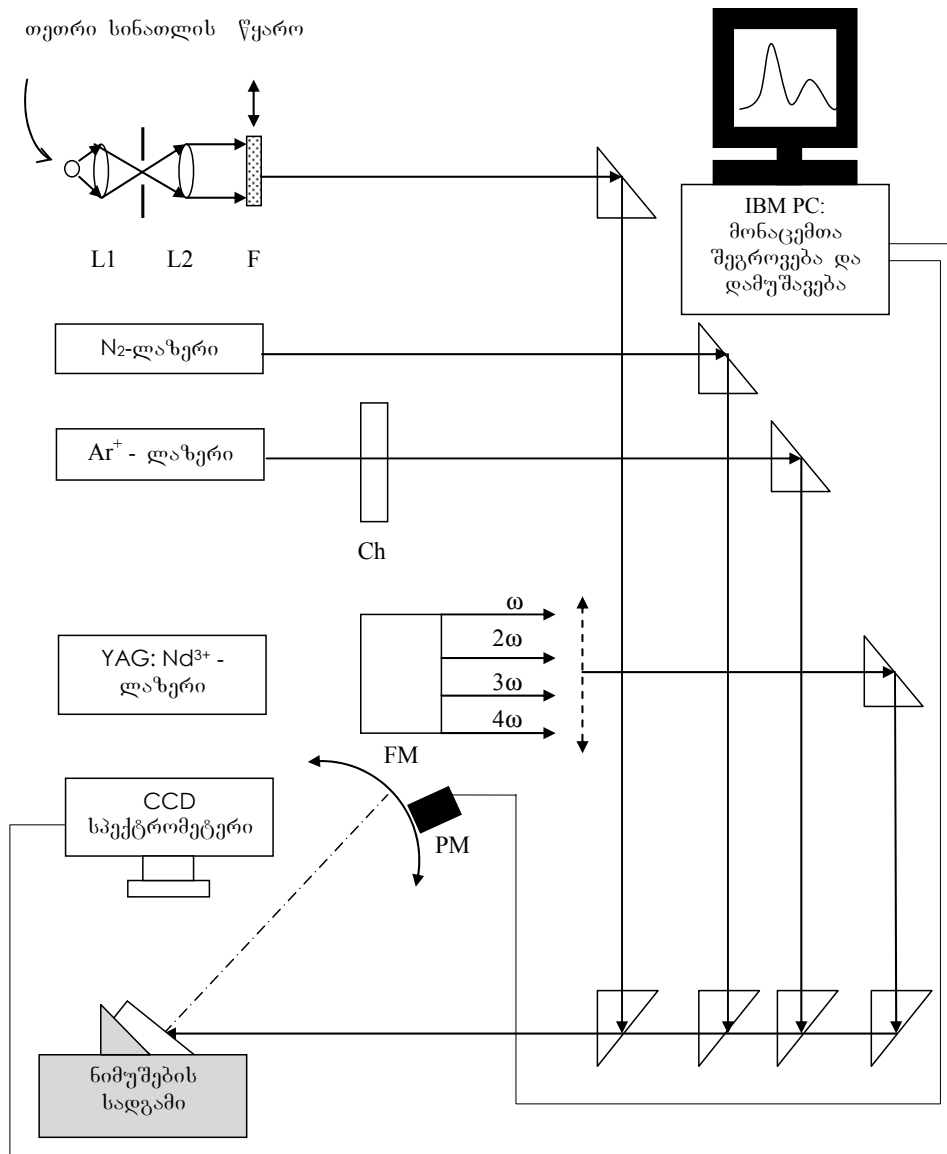 თეთრი სინათლის წყარო
L1
L2
F
IBM PC:
მონაცემთა
შეგროვება და
დამუშავება
N₂-ლაზერი
Ar⁺ - ლაზერი
Ch
YAG: Nd³⁺ -
ლაზერი
ω
2ω
3ω
4ω
FM
CCD
სპექტრომეტერი
PM
ნიმუშების
სადგამი